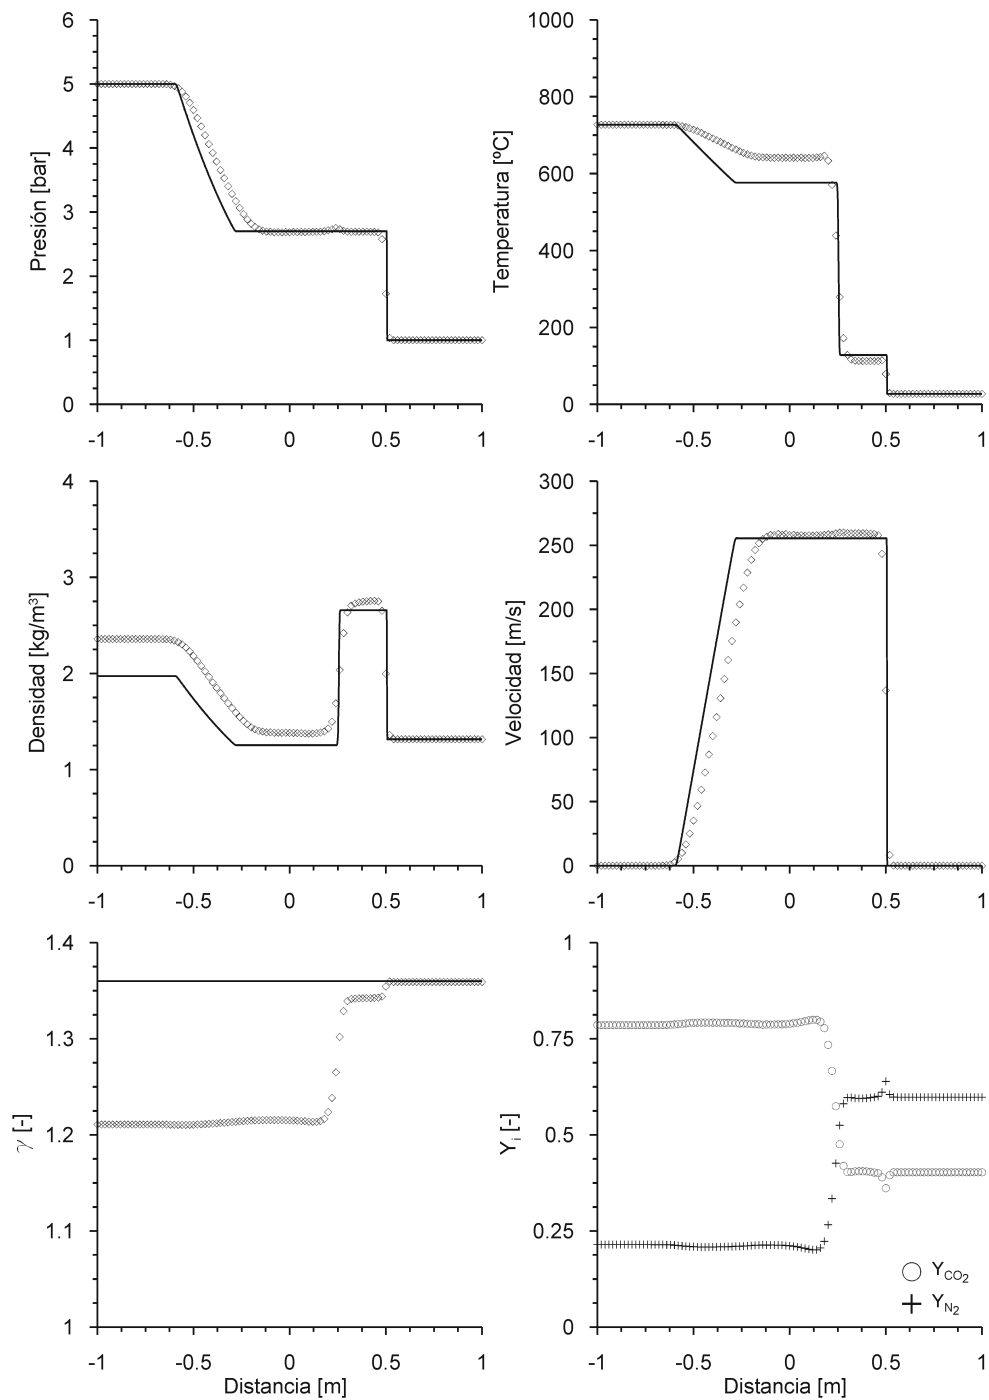 6
5
4
3
2
1
0
Presión [bar]
-1 -0.5 0 0.5 1
1000
800
600
400
200
0
Temperatura [ºC]
-1 -0.5 0 0.5 1
4
3
2
1
0
Densidad [kg/m³]
-1 -0.5 0 0.5 1
300
250
200
150
100
50
0
Velocidad [m/s]
-1 -0.5 0 0.5 1
1.4
1.3
1.2
1.1
1
γ [-]
-1 -0.5 0 0.5 1
Distancia [m]
1
0.75
0.5
0.25
0
Yᵢ [-]
Y_CO₂
Y_N₂
-1 -0.5 0 0.5 1
Distancia [m]